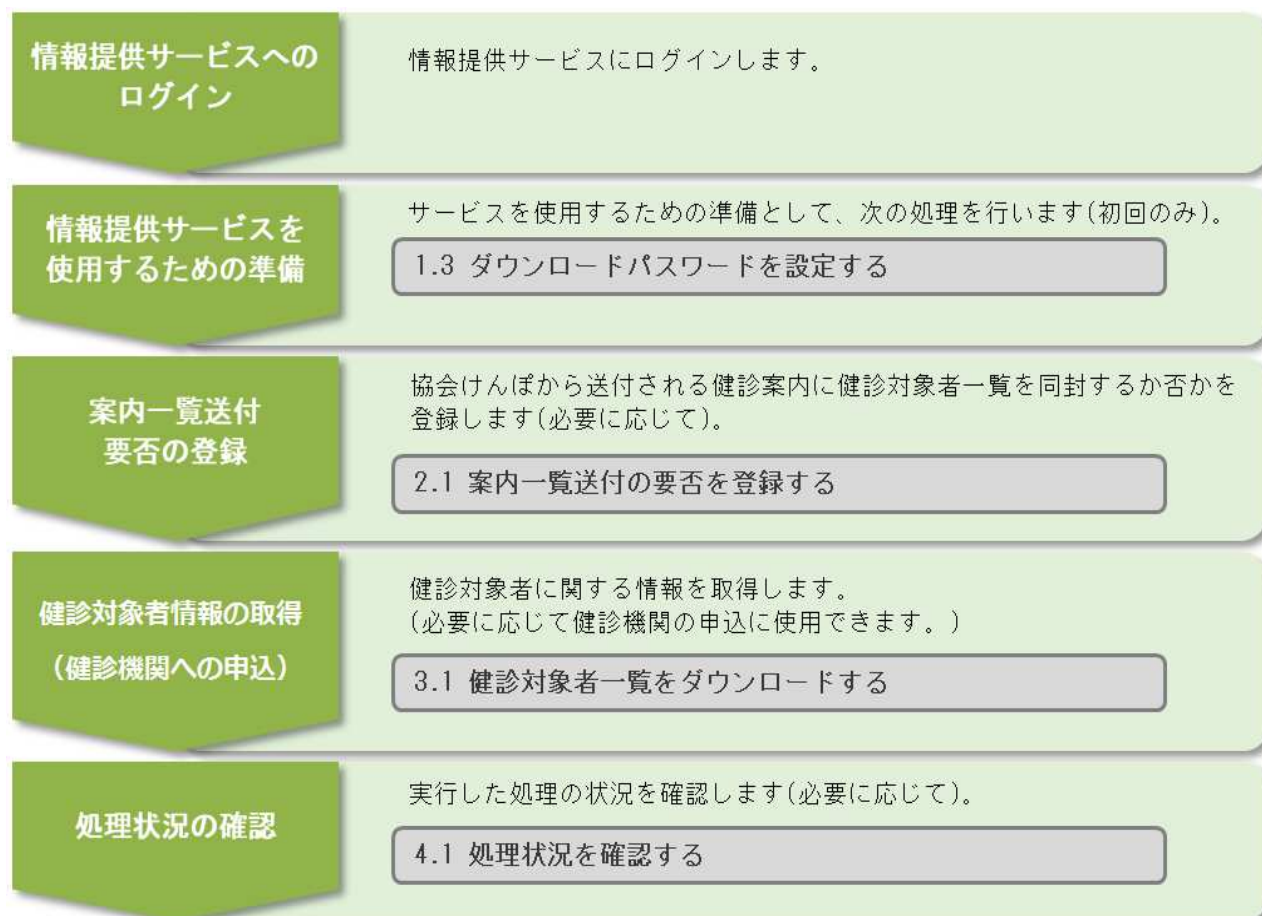 情報提供サービスへの
ログイン
情報提供サービスにログインします。
情報提供サービスを
使用するための準備
サービスを使用するための準備として、次の処理を行います(初回のみ)。
1.3 ダウンロードパスワードを設定する
案内一覧送付
要否の登録
協会けんぽから送付される健診案内に健診対象者一覧を同封するか否かを
登録します(必要に応じて)。
2.1 案内一覧送付の要否を登録する
健診対象者情報の取得
（健診機関への申込）
健診対象者に関する情報を取得します。
(必要に応じて健診機関の申込に使用できます。)
3.1 健診対象者一覧をダウンロードする
処理状況の確認
実行した処理の状況を確認します(必要に応じて)。
4.1 処理状況を確認する